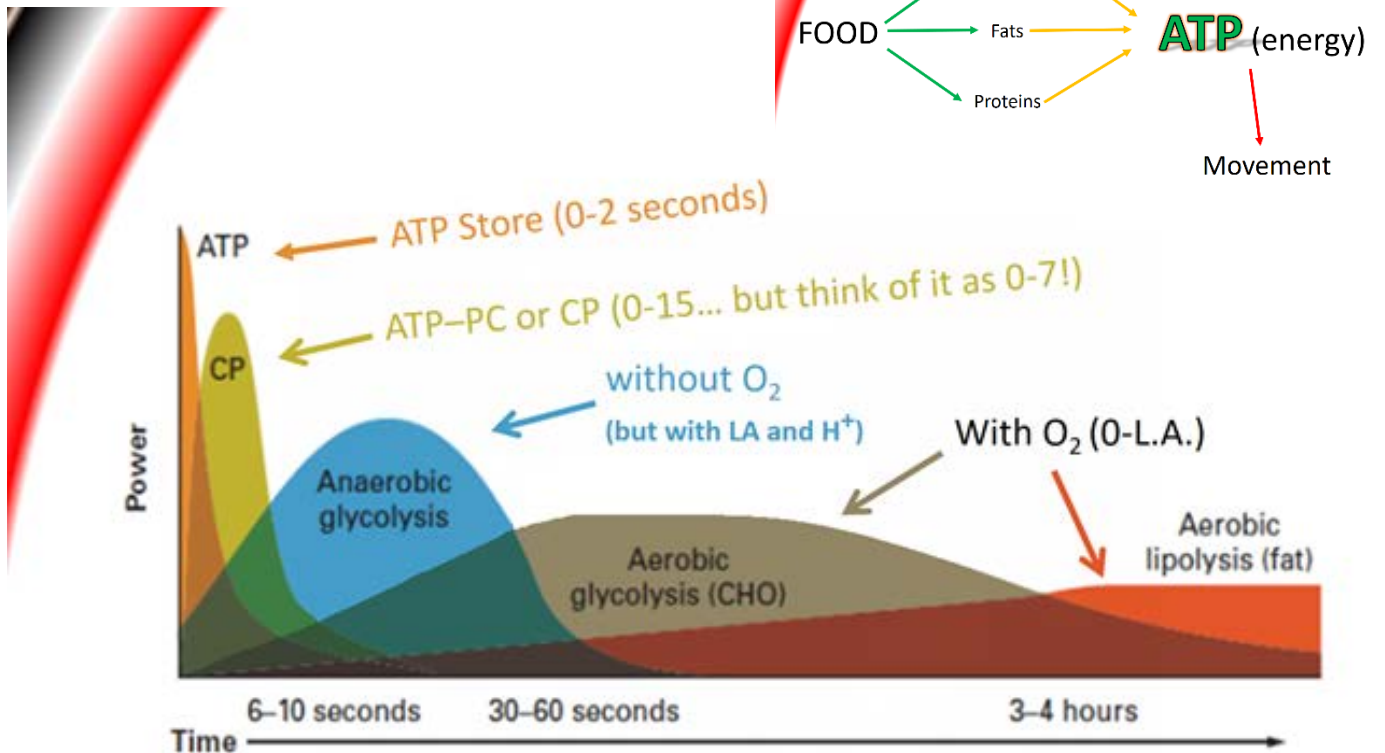 FOOD
Fats
ATP (energy)
Proteins
Movement
ATP
ATP Store (0-2 seconds)
ATP–PC or CP (0-15... but think of it as 0-7!)
CP
without O₂
(but with LA and H⁺)
With O₂ (0-L.A.)
Power
Anaerobic
glycolysis
Aerobic
glycolysis (CHO)
Aerobic
lipolysis (fat)
6–10 seconds
30–60 seconds
3–4 hours
Time